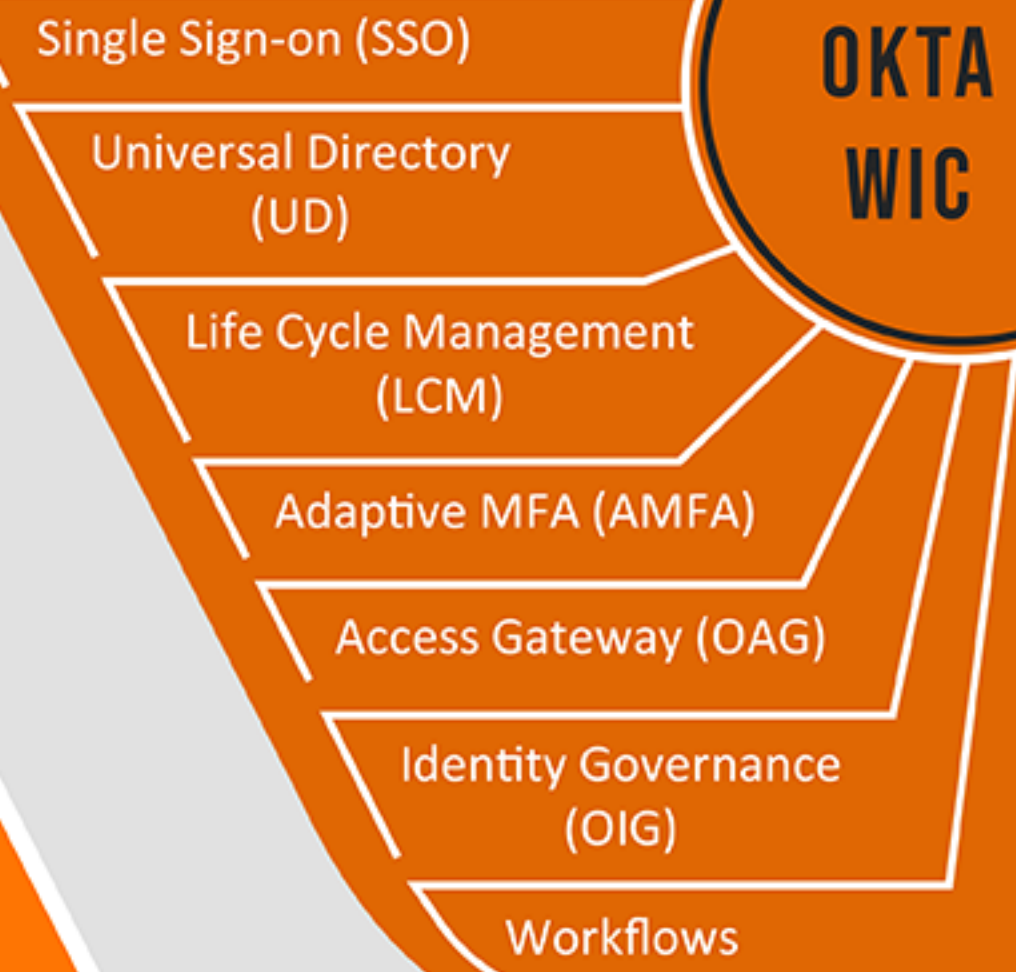 Single Sign-on (SSO)
OKTA
WIC
Universal Directory
(UD)
Life Cycle Management
(LCM)
Adaptive MFA (AMFA)
Access Gateway (OAG)
Identity Governance
(OIG)
Workflows